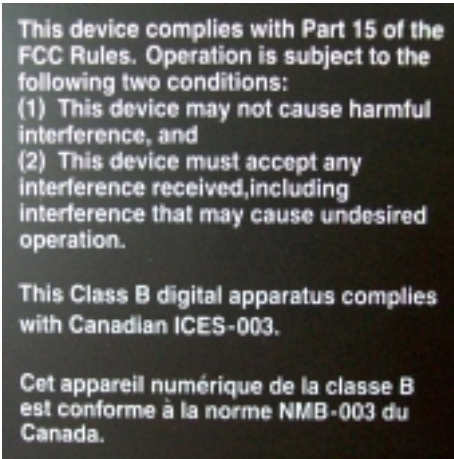 This device complies with Part 15 of the
FCC Rules. Operation is subject to the
following two conditions:
(1) This device may not cause harmful
interference, and
(2) This device must accept any
interference received,including
interference that may cause undesired
operation.
This Class B digital apparatus complies
with Canadian ICES-003.
Cet appareil numérique de la classe B
est conforme à la norme NMB-003 du
Canada.